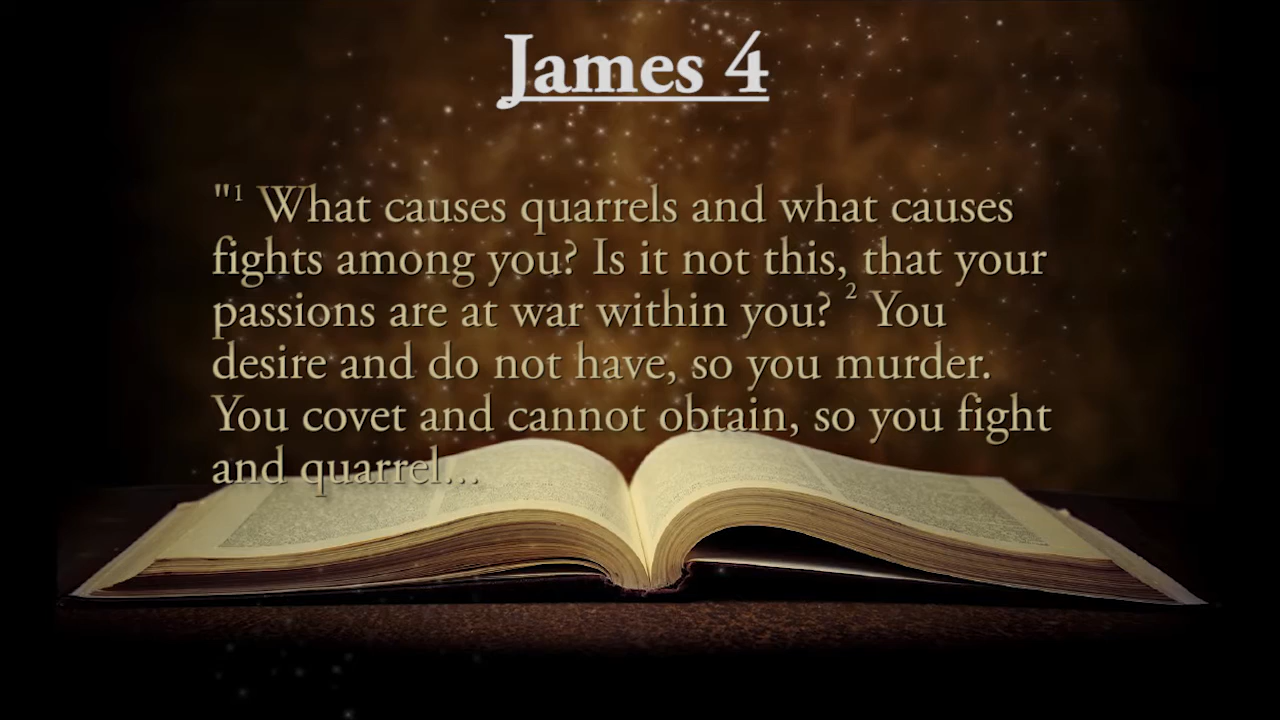 James 4
"¹ What causes quarrels and what causes
fights among you? Is it not this, that your
passions are at war within you? ² You
desire and do not have, so you murder.
You covet and cannot obtain, so you fight
and quarrel...